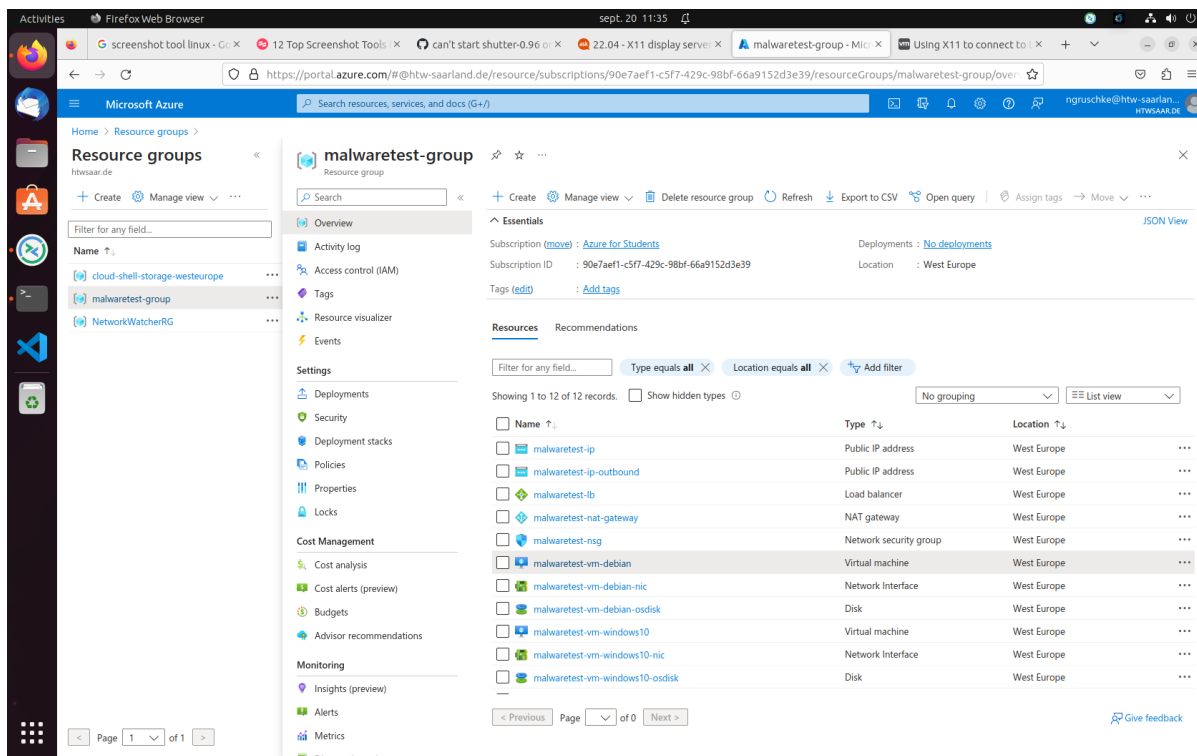 Activities Firefox Web Browser sept. 20 11:35
screenshot tool linux - Go 12 Top Screenshot Tools can't start shutter-0.96 on 22.04 - X11 display server malwaretest-group - Micr Using X11 to connect to L
https://portal.azure.com/#@htw-saarland.de/resource/subscriptions/90e7aef1-c5f7-429c-98bf-66a9152d3e39/resourceGroups/malwaretest-group/over
Microsoft Azure Search resources, services, and docs (G+/) ngruschke@htw-saarlan...
HTWSAAR.DE
Home > Resource groups >
Resource groups
htwsaar.de
+ Create Manage view ...
Filter for any field...
Name ↑↓
cloud-shell-storage-westeurope ...
malwaretest-group ...
NetworkWatcherRG ...
< Page 1 of 1 >
malwaretest-group ...
Resource group
Search
Overview
Activity log
Access control (IAM)
Tags
Resource visualizer
Events
Settings
Deployments
Security
Deployment stacks
Policies
Properties
Locks
Cost Management
Cost analysis
Cost alerts (preview)
Budgets
Advisor recommendations
Monitoring
Insights (preview)
Alerts
Metrics
+ Create Manage view Delete resource group Refresh Export to CSV Open query Assign tags Move ...
Essentials JSON View
Subscription (move) : Azure for Students Deployments : No deployments
Subscription ID : 90e7aef1-c5f7-429c-98bf-66a9152d3e39 Location : West Europe
Tags (edit) : Add tags
Resources Recommendations
Filter for any field... Type equals all Location equals all Add filter
Showing 1 to 12 of 12 records. Show hidden types No grouping List view
Name ↑ Type ↑↓ Location ↑↓
malwaretest-ip Public IP address West Europe ...
malwaretest-ip-outbound Public IP address West Europe ...
malwaretest-lb Load balancer West Europe ...
malwaretest-nat-gateway NAT gateway West Europe ...
malwaretest-nsg Network security group West Europe ...
malwaretest-vm-debian Virtual machine West Europe ...
malwaretest-vm-debian-nic Network Interface West Europe ...
malwaretest-vm-debian-osdisk Disk West Europe ...
malwaretest-vm-windows10 Virtual machine West Europe ...
malwaretest-vm-windows10-nic Network Interface West Europe ...
malwaretest-vm-windows10-osdisk Disk West Europe ...
< Previous Page of 0 Next > Give feedback